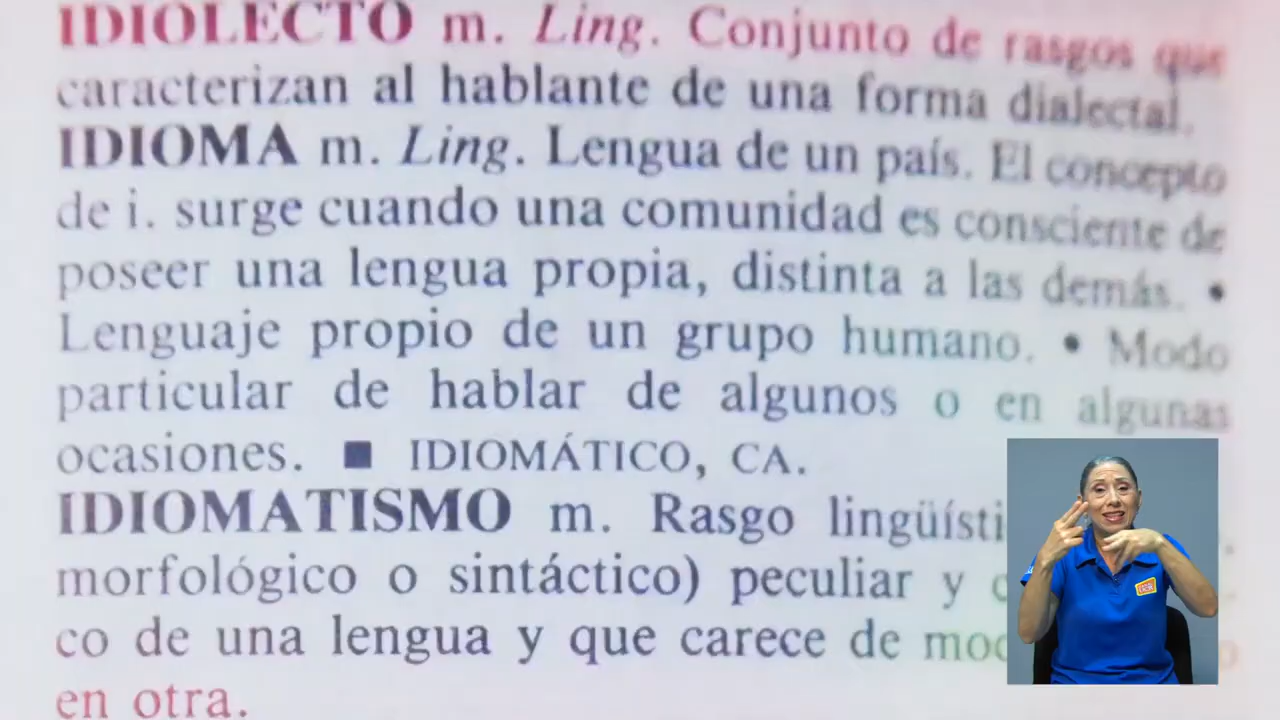 IDIOLECTO m. Ling. Conjunto de rasgos que
caracterizan al hablante de una forma dialectal.
IDIOMA m. Ling. Lengua de un país. El concepto
de i. surge cuando una comunidad es consciente de
poseer una lengua propia, distinta a las demás. •
Lenguaje propio de un grupo humano. • Modo
particular de hablar de algunos o en algunas
ocasiones. ■ IDIOMÁTICO, CA.
IDIOMATISMO m. Rasgo
morfológico o sintáctico) peculiar y
co de una lengua y que carece de
en otra.